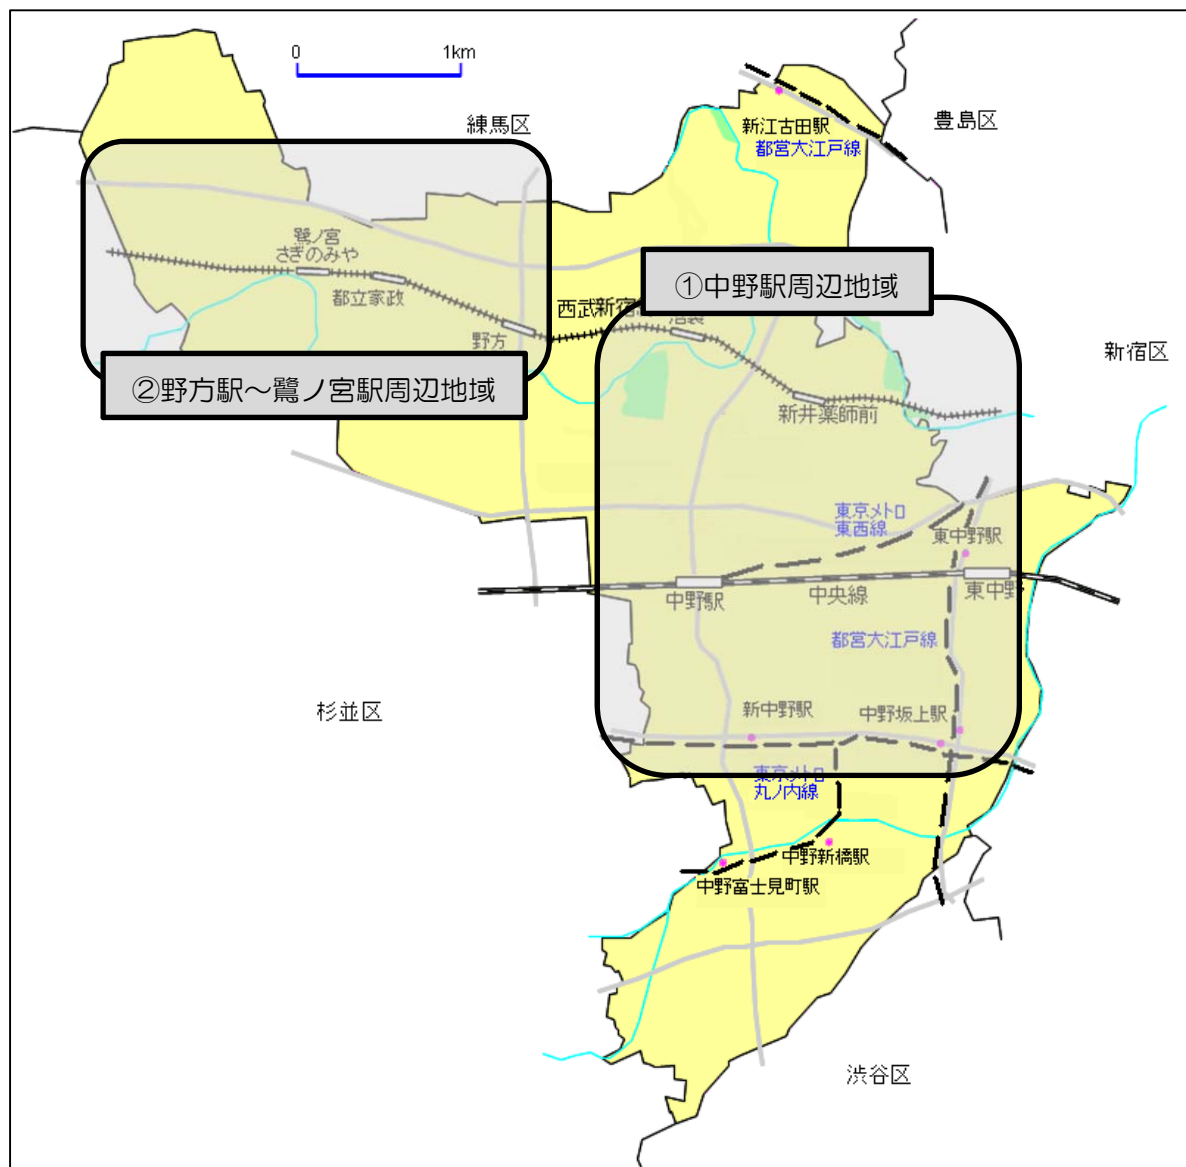 0 1km
練馬区
豊島区
新江古田駅
都営大江戸線
鷺ノ宮
さぎのみや
都立家政
野方
西武新宿
①中野駅周辺地域
②野方駅～鷺ノ宮駅周辺地域
新宿区
新井薬師前
東京メトロ
東西線
東中野駅
中野駅
中央線
東中野
都営大江戸線
杉並区
新中野駅
中野坂上駅
東京メトロ
丸ノ内線
中野新橋駅
中野富士見町駅
渋谷区